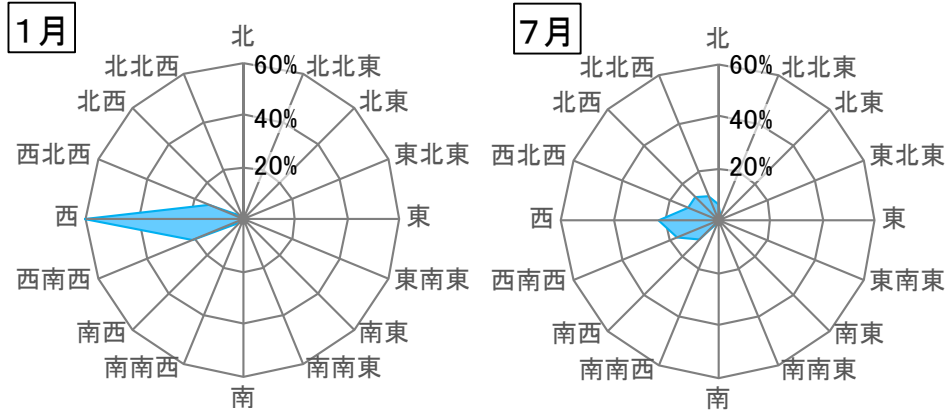 1月
北
60%
北北西
北北東
北西
北東
40%
西北西
東北東
20%
西
東
西南西
東南東
南西
南東
南南西
南南東
南
7月
北
60%
北北西
北北東
北西
北東
40%
西北西
東北東
20%
西
東
西南西
東南東
南西
南東
南南西
南南東
南